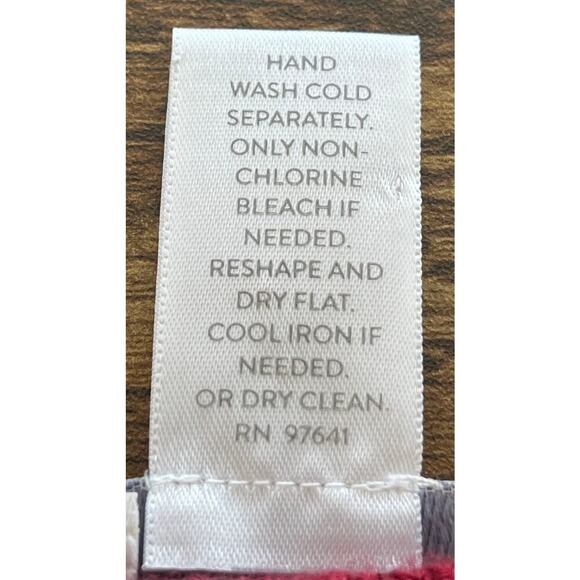 HAND
WASH COLD
SEPARATELY.
ONLY NON-
CHLORINE
BLEACH IF
NEEDED.
RESHAPE AND
DRY FLAT.
COOL IRON IF
NEEDED.
OR DRY CLEAN.
RN 97641